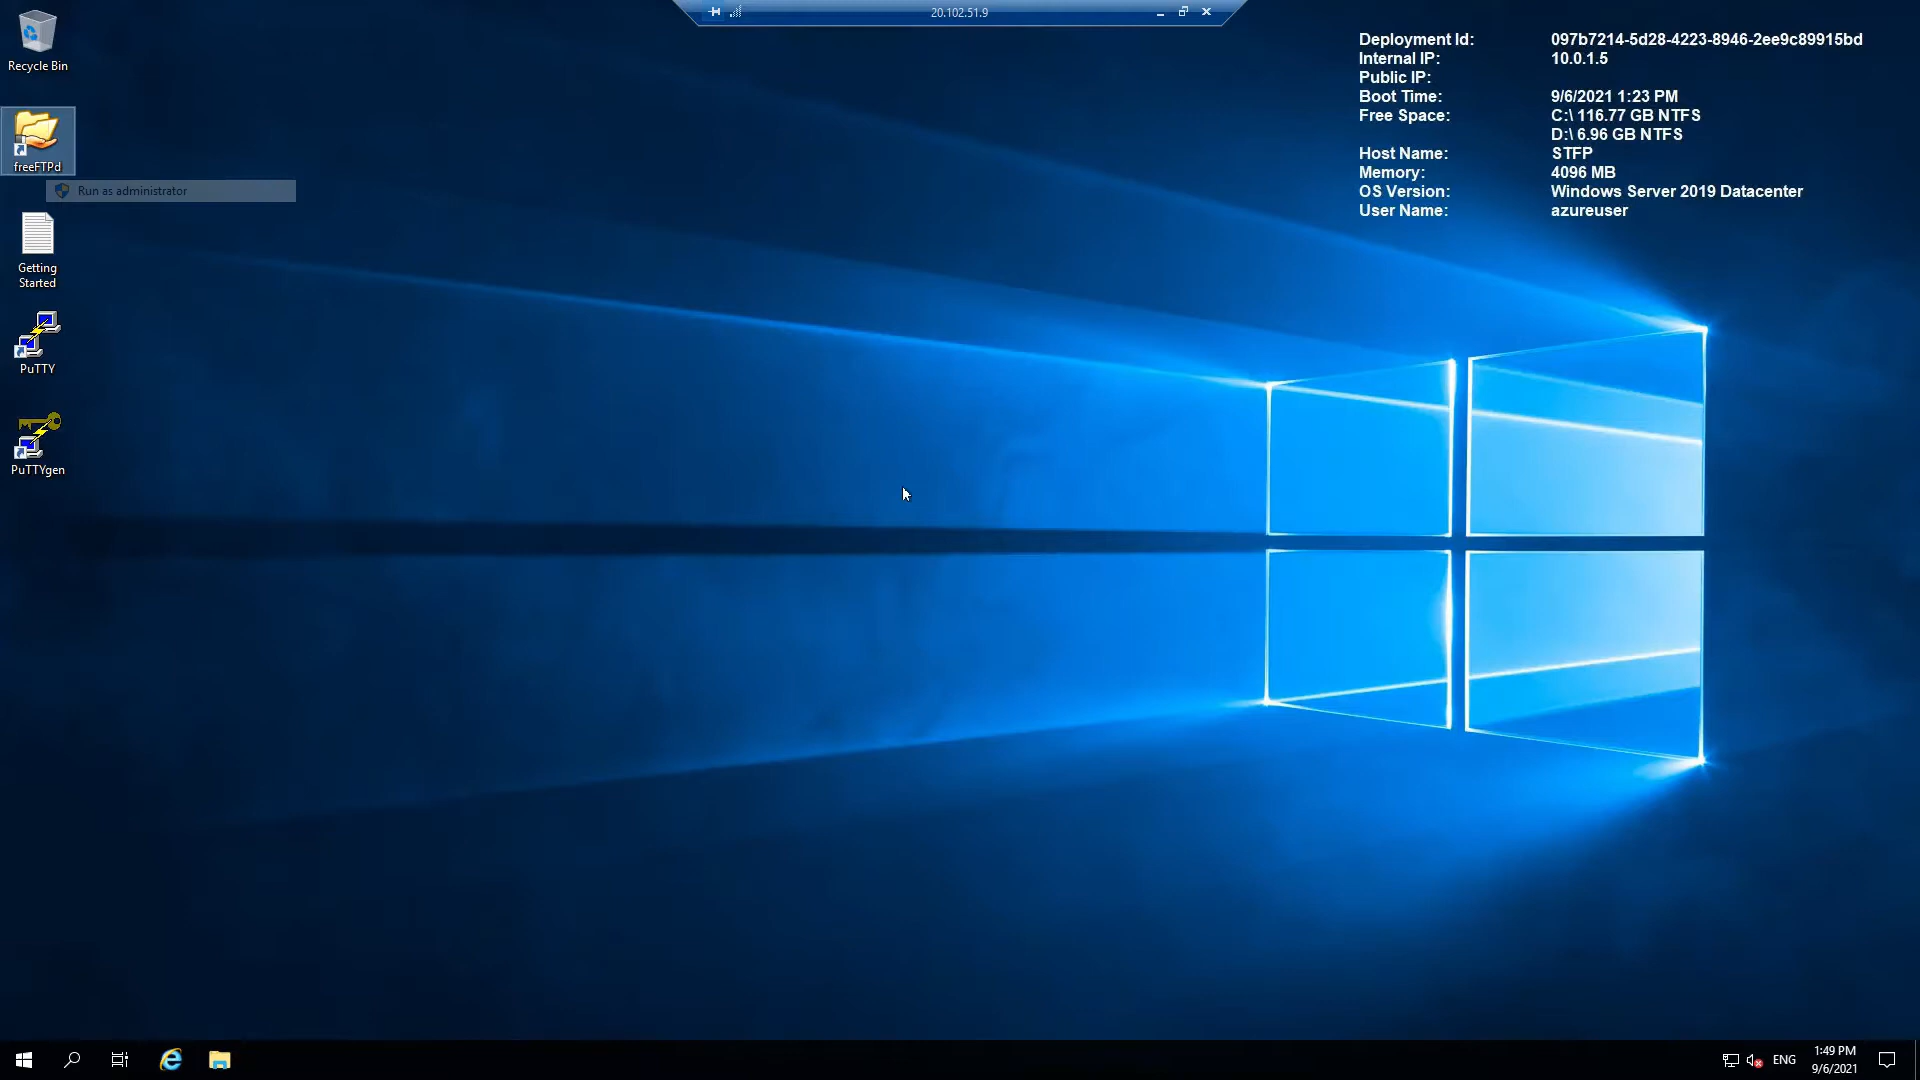 20.102.51.9
Recycle Bin
freeFTPd
Run as administrator
Getting
Started
PuTTY
PuTTYgen
Deployment Id: 097b7214-5d28-4223-8946-2ee9c89915bd
Internal IP: 10.0.1.5
Public IP:
Boot Time: 9/6/2021 1:23 PM
Free Space: C:\ 116.77 GB NTFS
D:\ 6.96 GB NTFS
Host Name: STFP
Memory: 4096 MB
OS Version: Windows Server 2019 Datacenter
User Name: azureuser
ENG
1:49 PM
9/6/2021